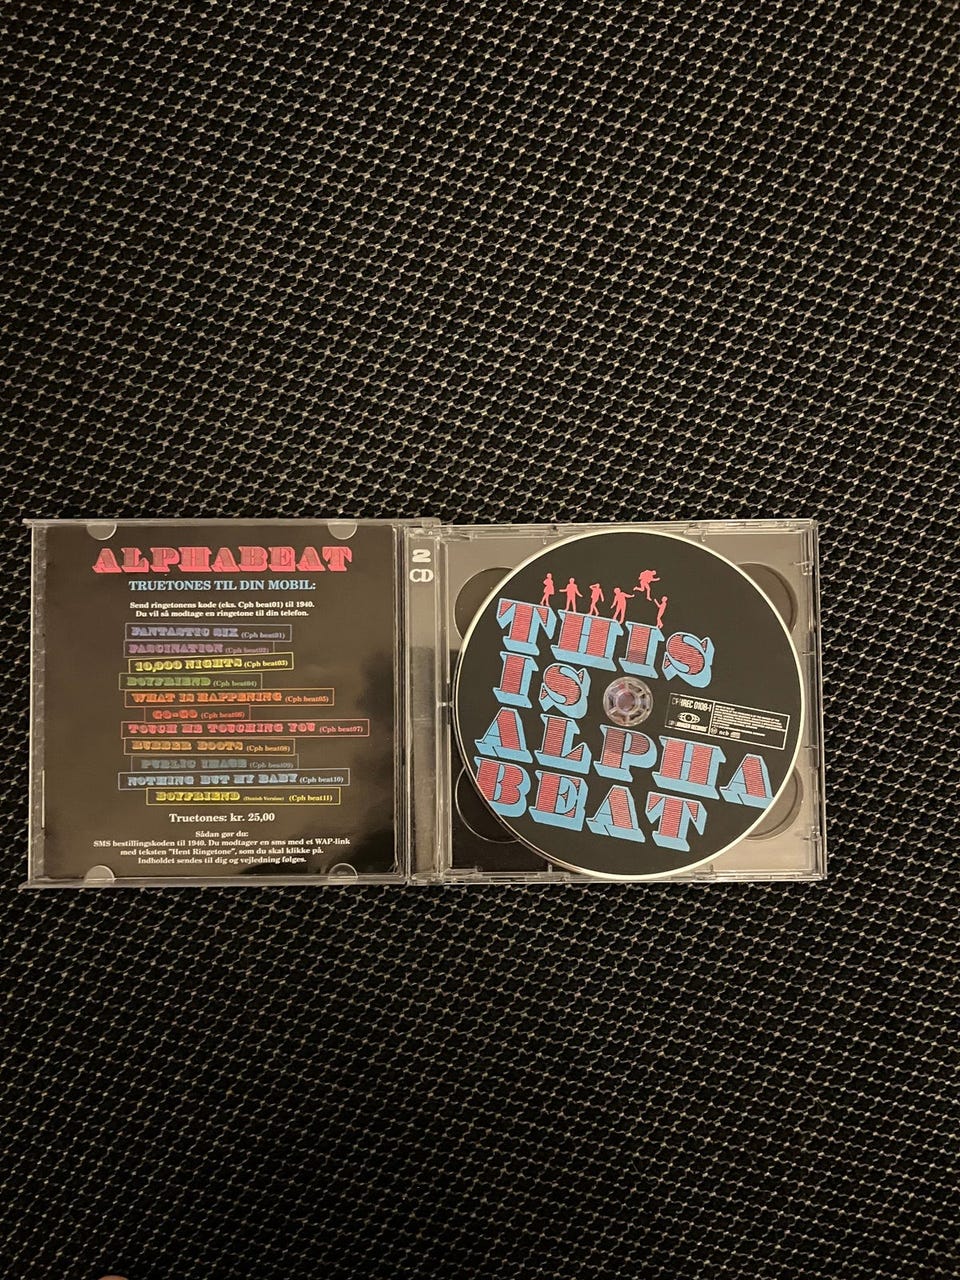 ALPHABEAT
TRUETONES TIL DIN MOBIL:
Send ringetonens kode (eks. Cph beat01) til 1940.
Du vil så modtage en ringetone til din telefon.
FANTASTIC SIX (Cph beat01)
FASCINATION (Cph beat02)
10,000 NIGHTS (Cph beat03)
BOYFRIEND (Cph beat04)
WHAT IS HAPPENING (Cph beat05)
GO-GO (Cph beat06)
TOUCH ME TOUCHING YOU (Cph beat07)
RUBBER BOOTS (Cph beat08)
PUBLIC IMAGE (Cph beat09)
NOTHING BUT MY BABY (Cph beat10)
BOYFRIEND (Danish Version) (Cph beat11)
Truetones: kr. 25,00
Sådan gør du:
SMS bestillingskoden til 1940. Du modtager en sms med et WAP-link
med teksten "Hent Ringetone", som du skal klikke på.
Indholdet sendes til dig og vejledning følges.
2
CD
THIS
IS
ALPHA
BEAT
ncb